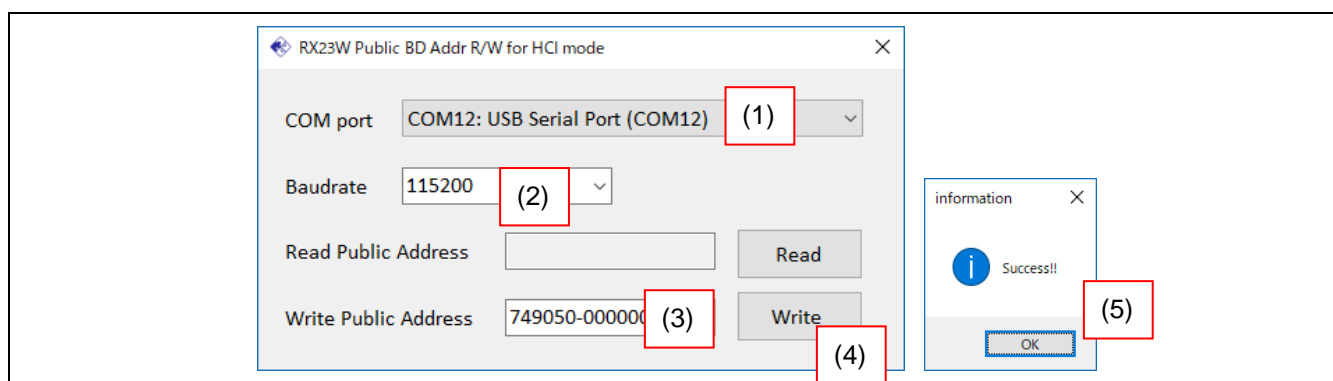 RX23W Public BD Addr R/W for HCI mode
COM port COM12: USB Serial Port (COM12) (1)
Baudrate 115200 (2)
Read Public Address Read
Write Public Address 749050-000000 (3) Write
(4)
information
Success!!
(5)
OK